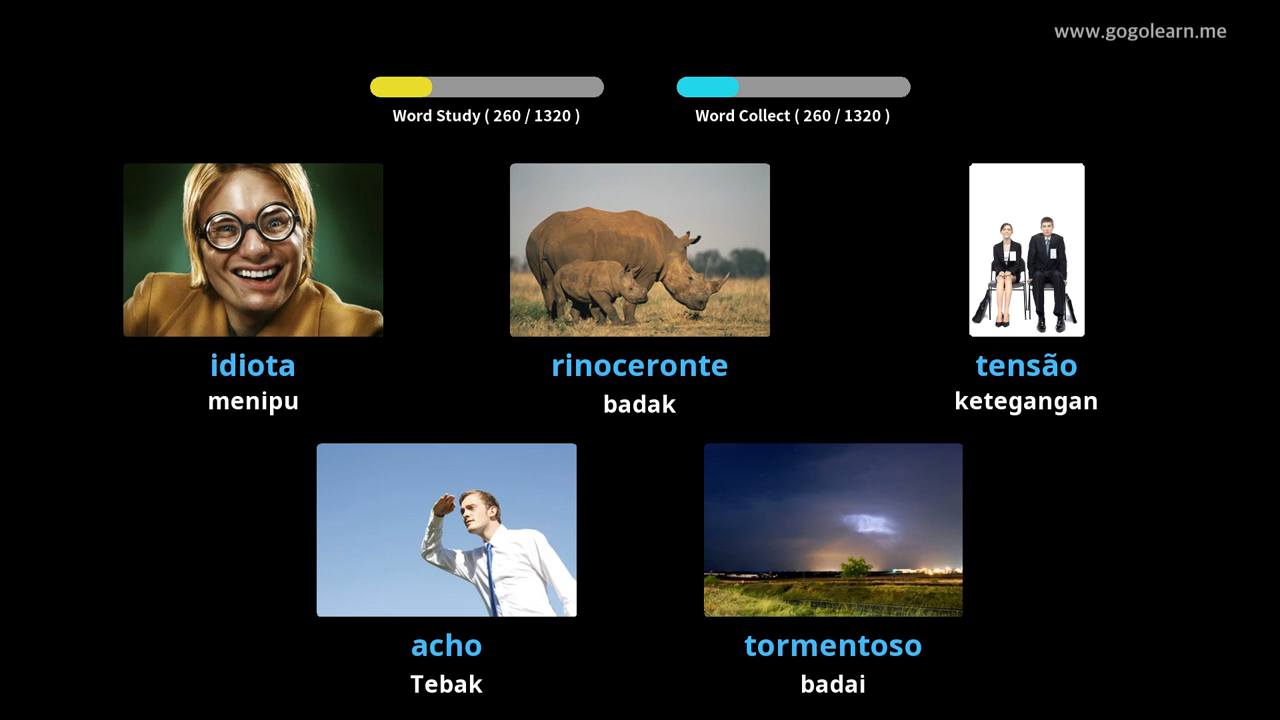 www.gogolearn.me
Word Study ( 260 / 1320 )
Word Collect ( 260 / 1320 )
idiota
menipu
rinoceronte
badak
tensão
ketegangan
acho
Tebak
tormentoso
badai